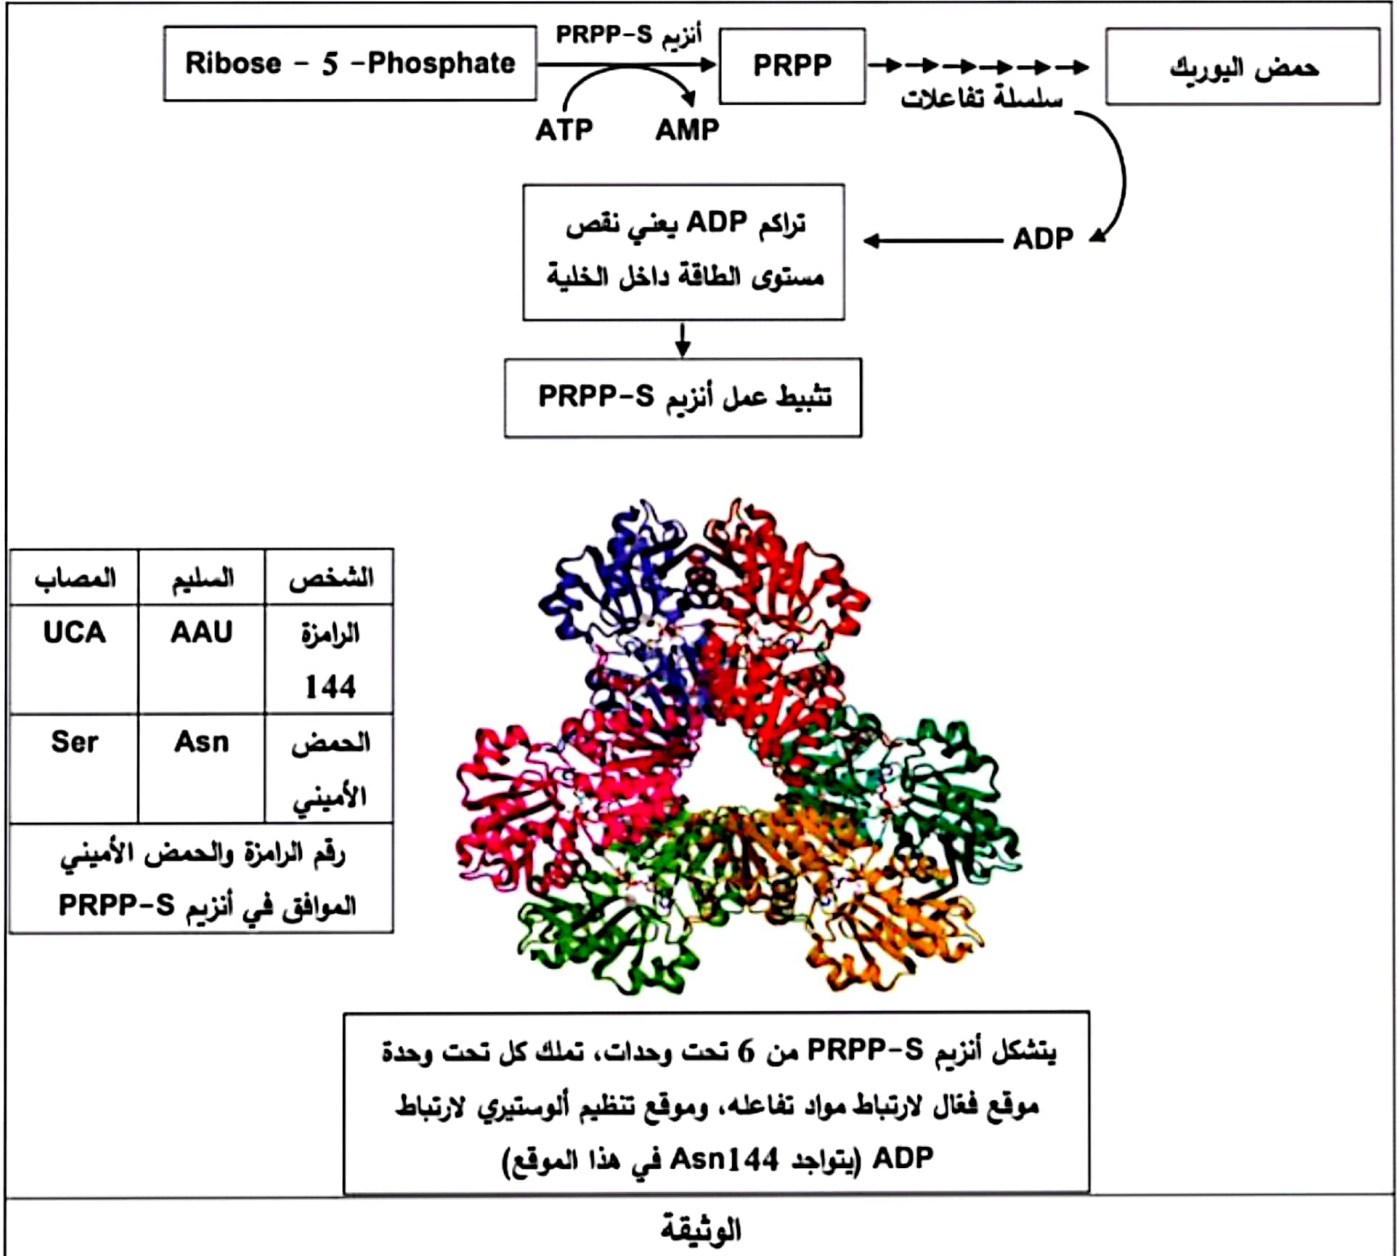 أنزيم PRPP-S
Ribose - 5 -Phosphate
PRPP
حمض اليوريك
ATP
AMP
سلسلة تفاعلات
ADP
تراكم ADP يعني نقص
مستوى الطاقة داخل الخلية
تثبيط عمل أنزيم PRPP-S
الشخص السليم المصاب
الرامزة AAU UCA
144
الحمض Asn Ser
الأميني
رقم الرامزة والحمض الأميني
الموافق في أنزيم PRPP-S
يتشكل أنزيم PRPP-S من 6 تحت وحدات، تملك كل تحت وحدة
موقع فعّال لارتباط مواد تفاعله، وموقع تنظيم ألوستيري لارتباط
ADP (يتواجد Asn144 في هذا الموقع)
الوثيقة